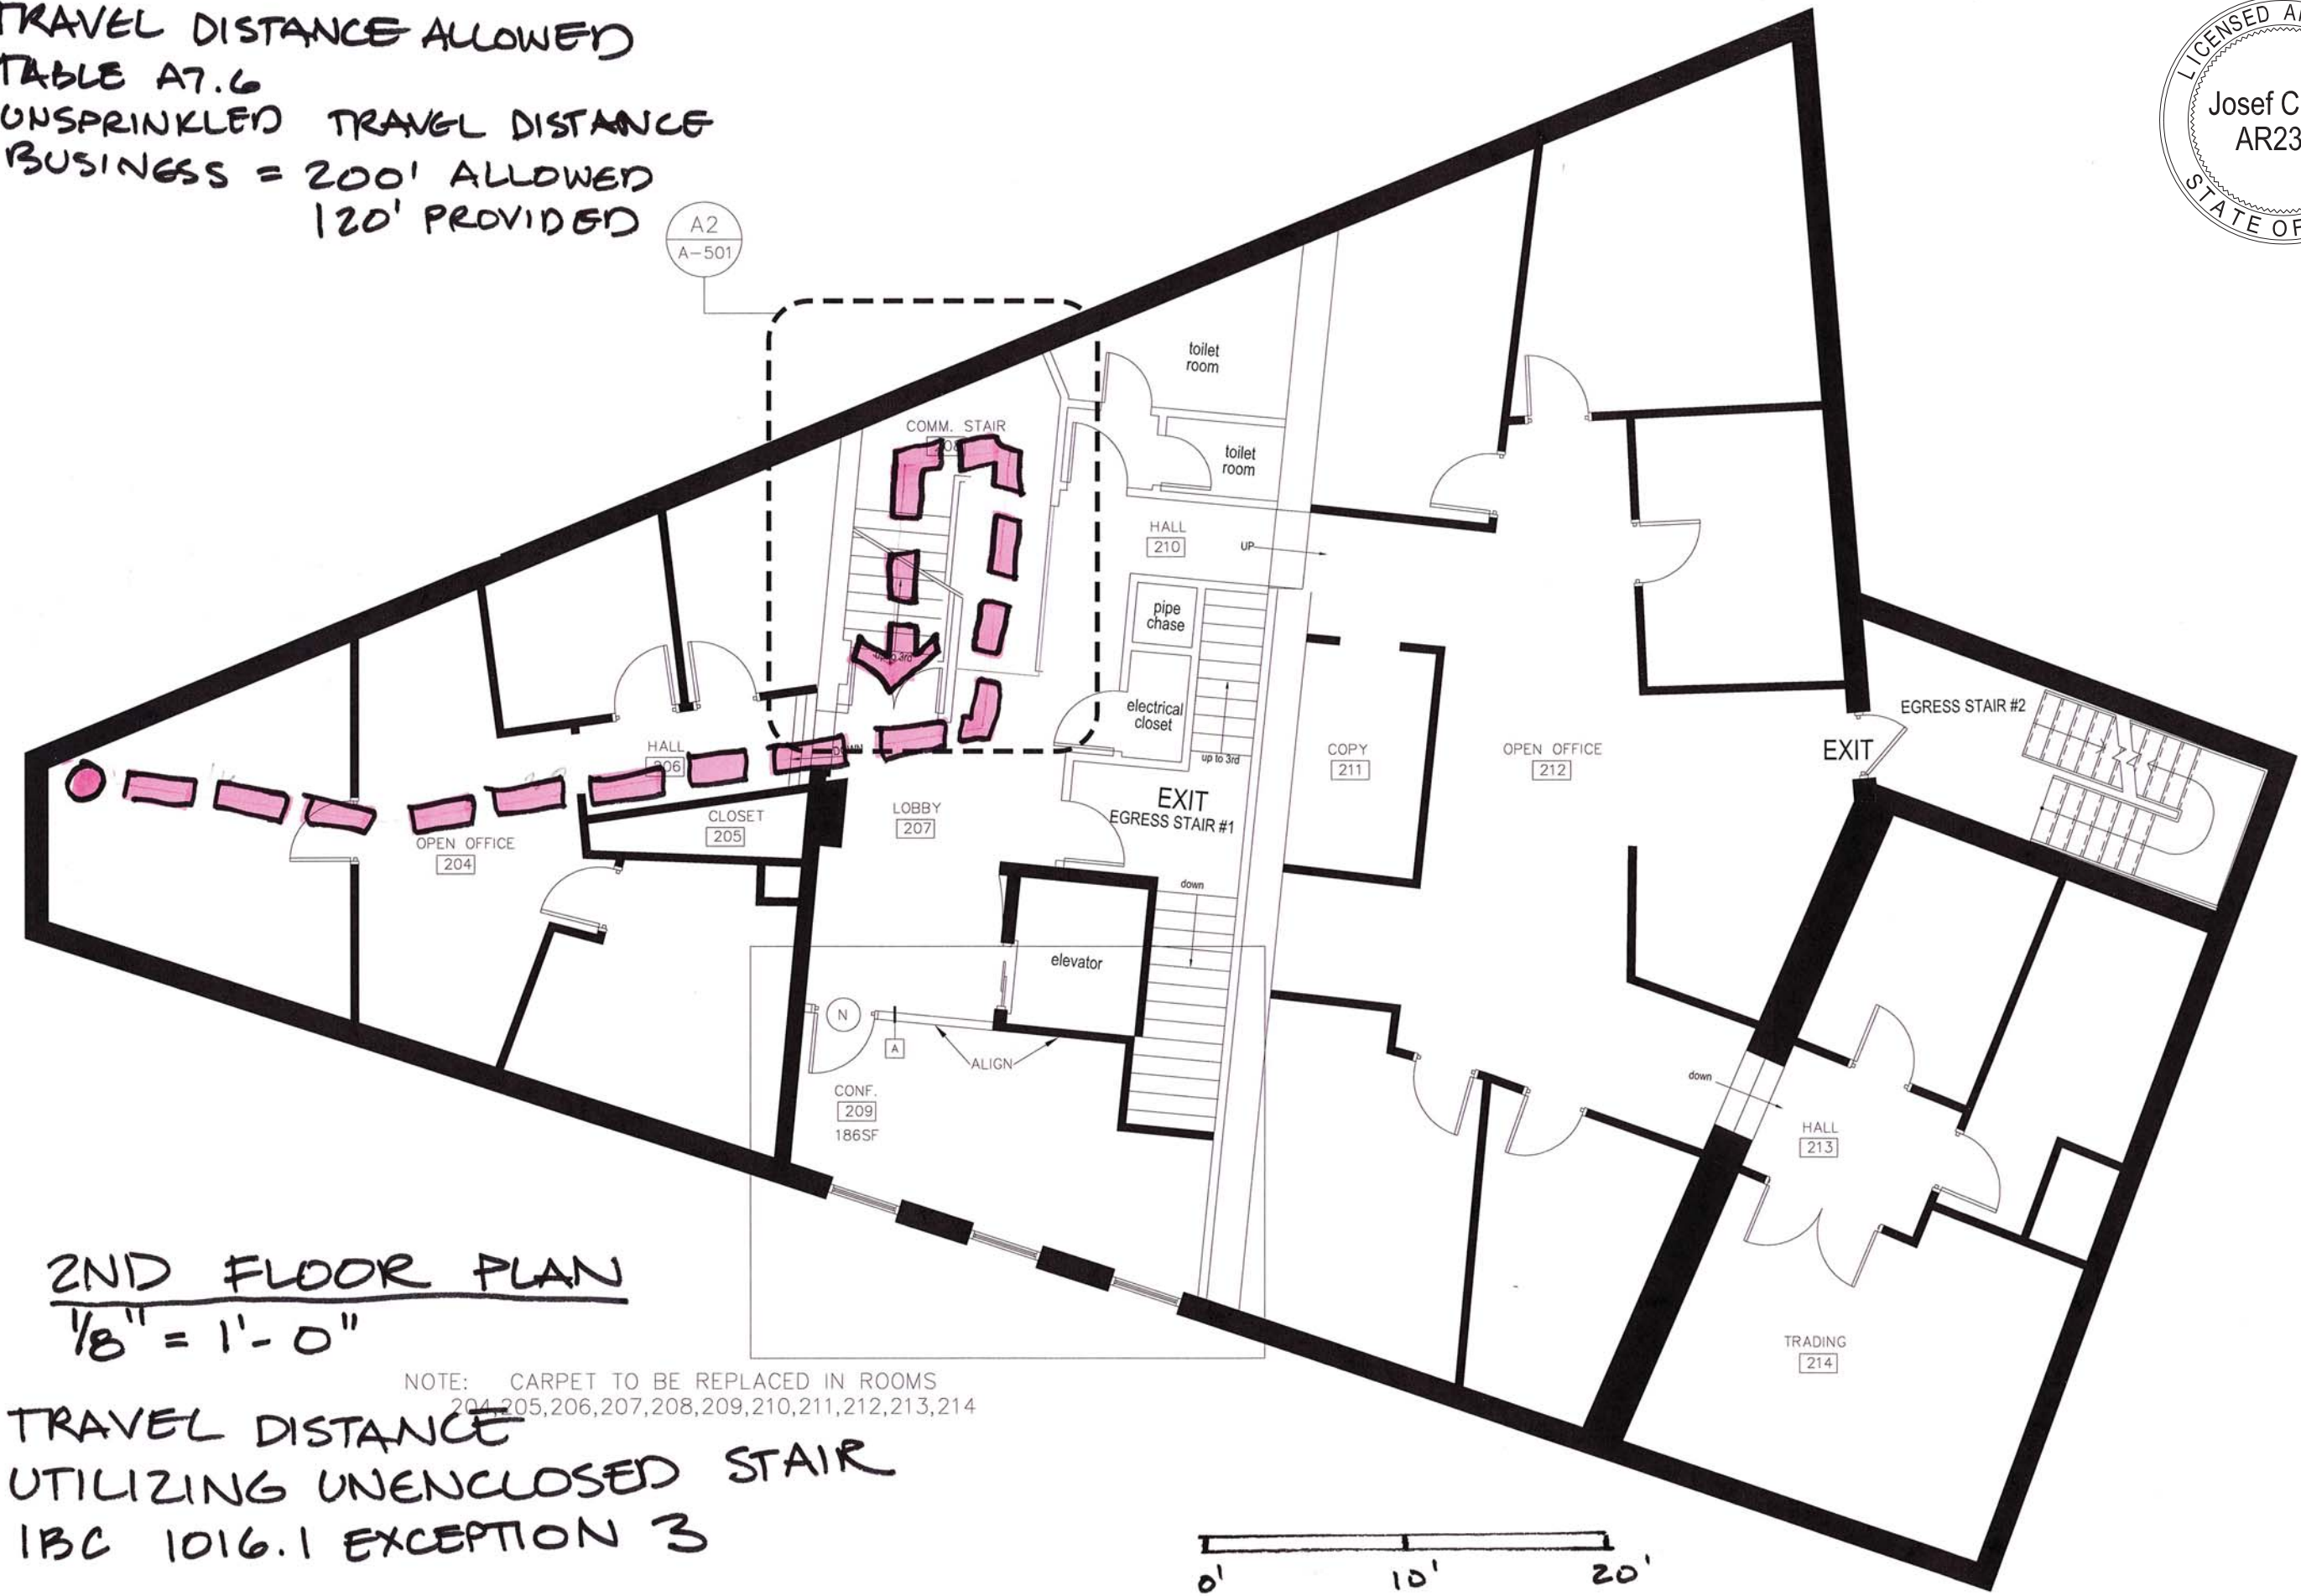 TRAVEL DISTANCE ALLOWED
TABLE A7.6
UNSPRINKLED TRAVEL DISTANCE
BUSINESS = 200' ALLOWED
120' PROVIDED
A2
A-501
LICENSED
Josef C
AR23
STATE OF
toilet
room
COMM. STAIR
toilet
room
HALL
210
UP
pipe
chase
up to 3rd
electrical
closet
up to 3rd
EGRESS STAIR #2
EXIT
HALL
206
DOWN
COPY
211
OPEN OFFICE
212
EXIT
EGRESS STAIR #1
LOBBY
207
CLOSET
205
OPEN OFFICE
204
down
elevator
N
A
ALIGN
CONF.
209
186SF
down
HALL
213
TRADING
214
2ND FLOOR PLAN
1/8" = 1'-0"
NOTE: CARPET TO BE REPLACED IN ROOMS
204,205,206,207,208,209,210,211,212,213,214
TRAVEL DISTANCE
UTILIZING UNENCLOSED STAIR
IBC 1016.1 EXCEPTION 3
0' 10' 20'